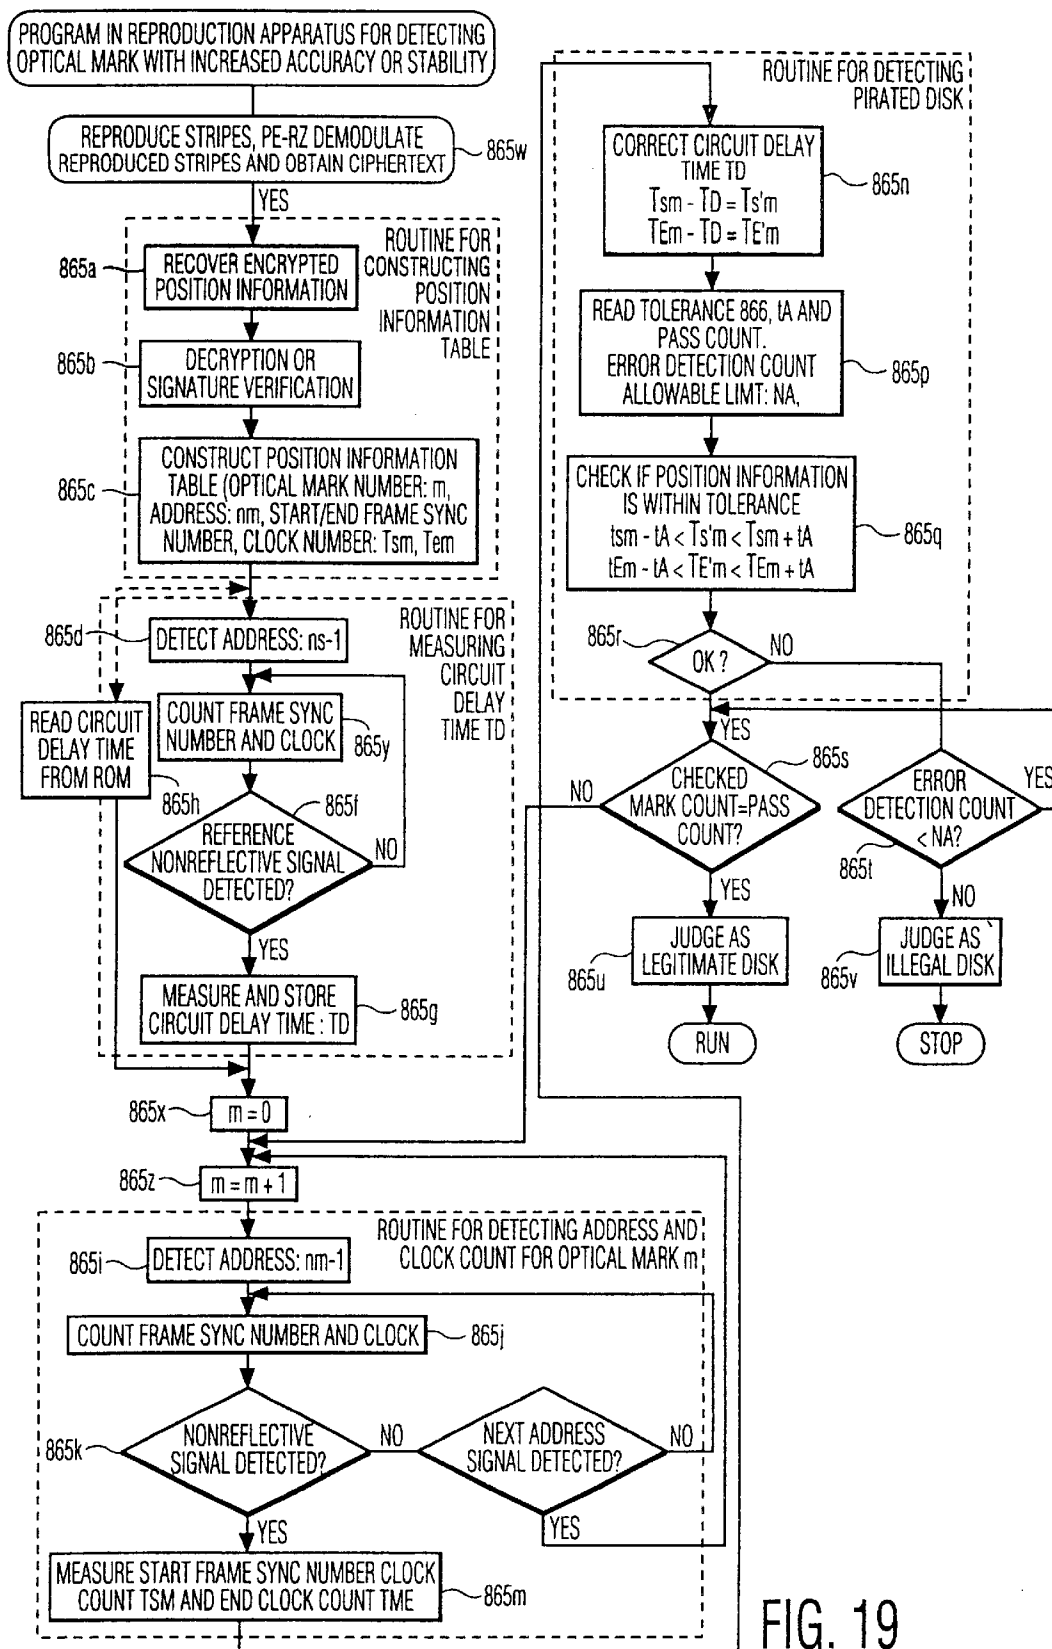 PROGRAM IN REPRODUCTION APPARATUS FOR DETECTING
OPTICAL MARK WITH INCREASED ACCURACY OR STABILITY
REPRODUCE STRIPES, PE-RZ DEMODULATE
REPRODUCED STRIPES AND OBTAIN CIPHERTEXT
865w
YES
ROUTINE FOR
CONSTRUCTING
POSITION
INFORMATION
TABLE
865a
RECOVER ENCRYPTED
POSITION INFORMATION
865b
DECRYPTION OR
SIGNATURE VERIFICATION
865c
CONSTRUCT POSITION INFORMATION
TABLE (OPTICAL MARK NUMBER: m,
ADDRESS: nm, START/END FRAME SYNC
NUMBER, CLOCK NUMBER: Tsm, Tem
ROUTINE FOR
MEASURING
CIRCUIT
DELAY
TIME TD
865d
DETECT ADDRESS: ns-1
COUNT FRAME SYNC
NUMBER AND CLOCK
865y
READ CIRCUIT
DELAY TIME
FROM ROM
865h
865f
REFERENCE
NONREFLECTIVE SIGNAL
DETECTED?
NO
YES
MEASURE AND STORE
CIRCUIT DELAY TIME : TD
865g
865x
m = 0
865z
m = m + 1
ROUTINE FOR DETECTING ADDRESS AND
CLOCK COUNT FOR OPTICAL MARK m
865i
DETECT ADDRESS: nm-1
COUNT FRAME SYNC NUMBER AND CLOCK
865j
865k
NONREFLECTIVE
SIGNAL DETECTED?
NO
NEXT ADDRESS
SIGNAL DETECTED?
NO
YES
YES
MEASURE START FRAME SYNC NUMBER CLOCK
COUNT TSM AND END CLOCK COUNT TME
865m
ROUTINE FOR DETECTING
PIRATED DISK
CORRECT CIRCUIT DELAY
TIME TD
Tsm - TD = Ts'm
TEm - TD = TE'm
865n
READ TOLERANCE 866, tA AND
PASS COUNT.
ERROR DETECTION COUNT
ALLOWABLE LIMT: NA,
865p
CHECK IF POSITION INFORMATION
IS WITHIN TOLERANCE
tsm - tA < Ts'm < Tsm + tA
tEm - tA < TE'm < TEm + tA
865q
865r
OK ?
NO
YES
865s
CHECKED
MARK COUNT=PASS
COUNT?
NO
YES
ERROR
DETECTION COUNT
< NA?
YES
865t
NO
JUDGE AS
LEGITIMATE DISK
865u
JUDGE AS
ILLEGAL DISK
865v
RUN
STOP
FIG. 19